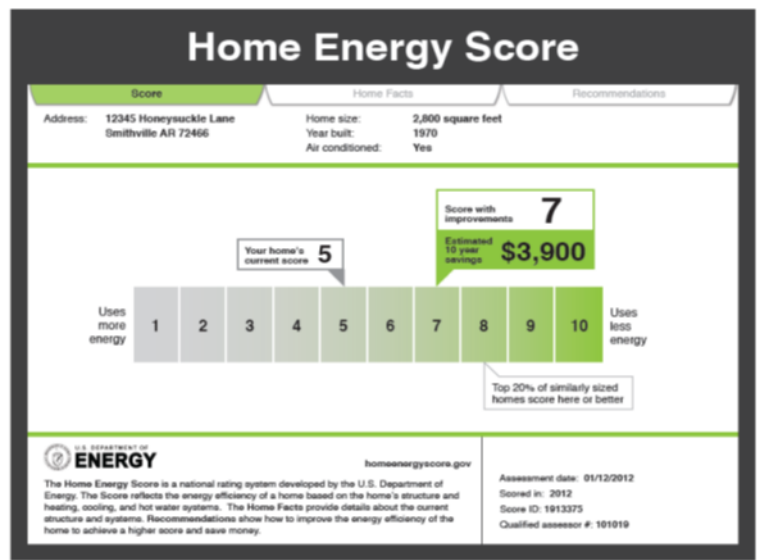 Home Energy Score
Score
Home Facts
Recommendations
Address: 12345 Honeysuckle Lane
Smithville AR 72466
Home size: 2,800 square feet
Year built: 1970
Air conditioned: Yes
Score with
improvements 7
Estimated
10 year
savings $3,900
Your home's
current score 5
Uses
more
energy
1 2 3 4 5 6 7 8 9 10
Uses
less
energy
Top 20% of similarly sized
homes score here or better
U.S. DEPARTMENT OF
ENERGY
homeenergyscore.gov
The Home Energy Score is a national rating system developed by the U.S. Department of
Energy. The Score reflects the energy efficiency of a home based on the home's structure and
heating, cooling, and hot water systems. The Home Facts provide details about the current
structure and systems. Recommendations show how to improve the energy efficiency of the
home to achieve a higher score and save money.
Assessment date: 01/12/2012
Scored in: 2012
Score ID: 1913375
Qualified assessor #: 101019